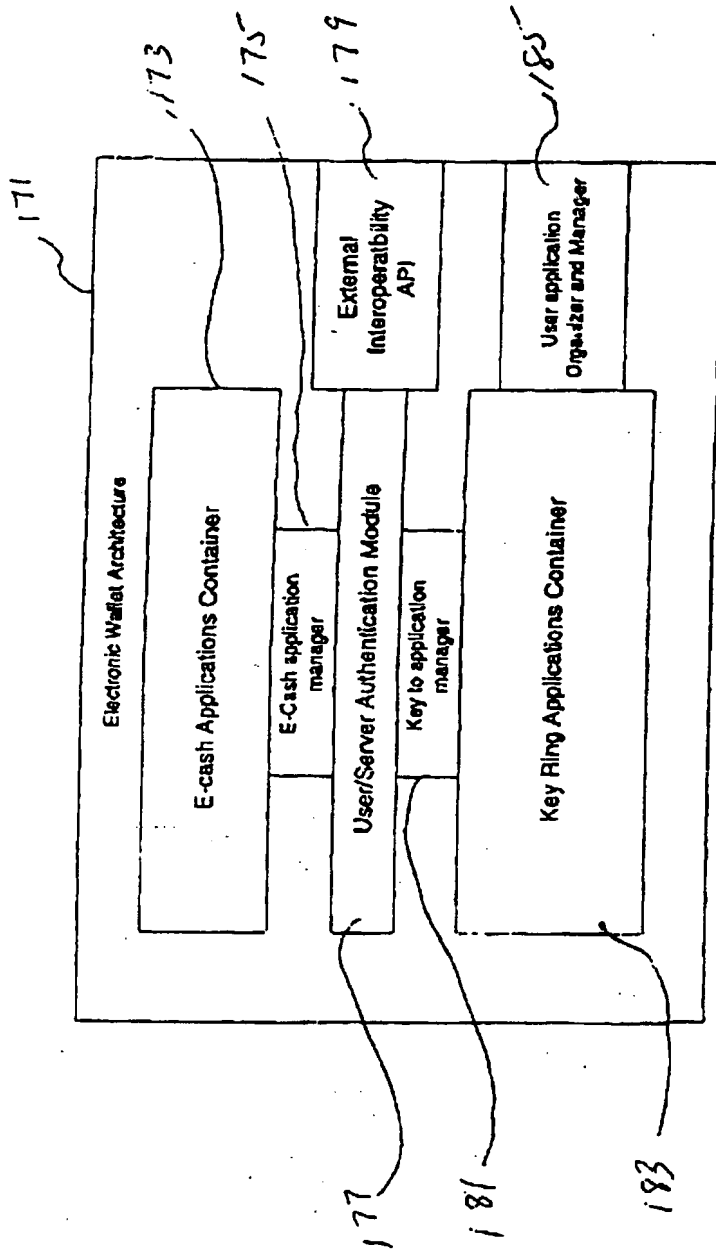 171
Electronic Wallet Architecture
173
E-cash Applications Container
175
E-Cash application
manager
179
External
Interoperatbility
API
User/Server Authentication Module
177
Key to application
manager
181
185
User application
Organizer and Manager
Key Ring Applications Container
183